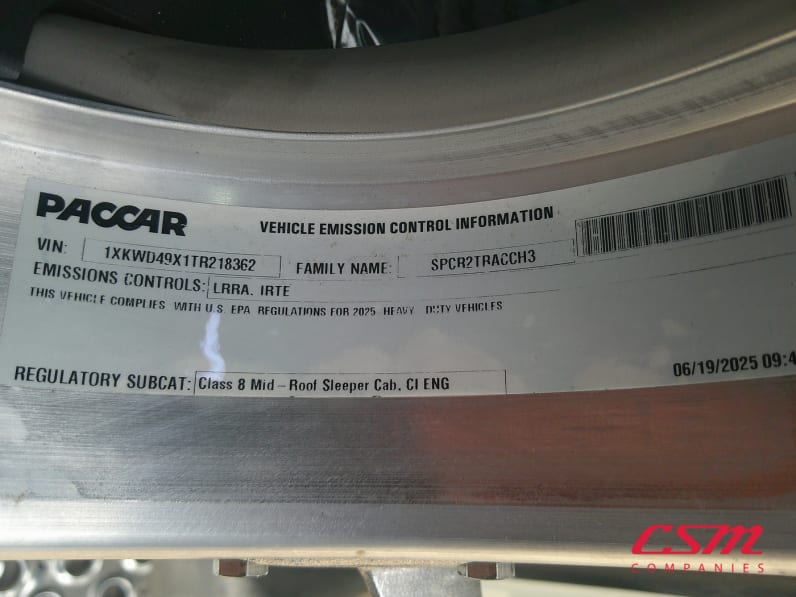 PACCAR VEHICLE EMISSION CONTROL INFORMATION
VIN: 1XKWD49X1TR218362 FAMILY NAME: SPCR2TRACCH3
EMISSIONS CONTROLS: LRRA, IRTE
THIS VEHICLE COMPLIES WITH U.S. EPA REGULATIONS FOR 2025 HEAVY DUTY VEHICLES
REGULATORY SUBCAT: Class 8 Mid - Roof Sleeper Cab, CI ENG
06/19/2025 09:4
CSM
COMPANIES